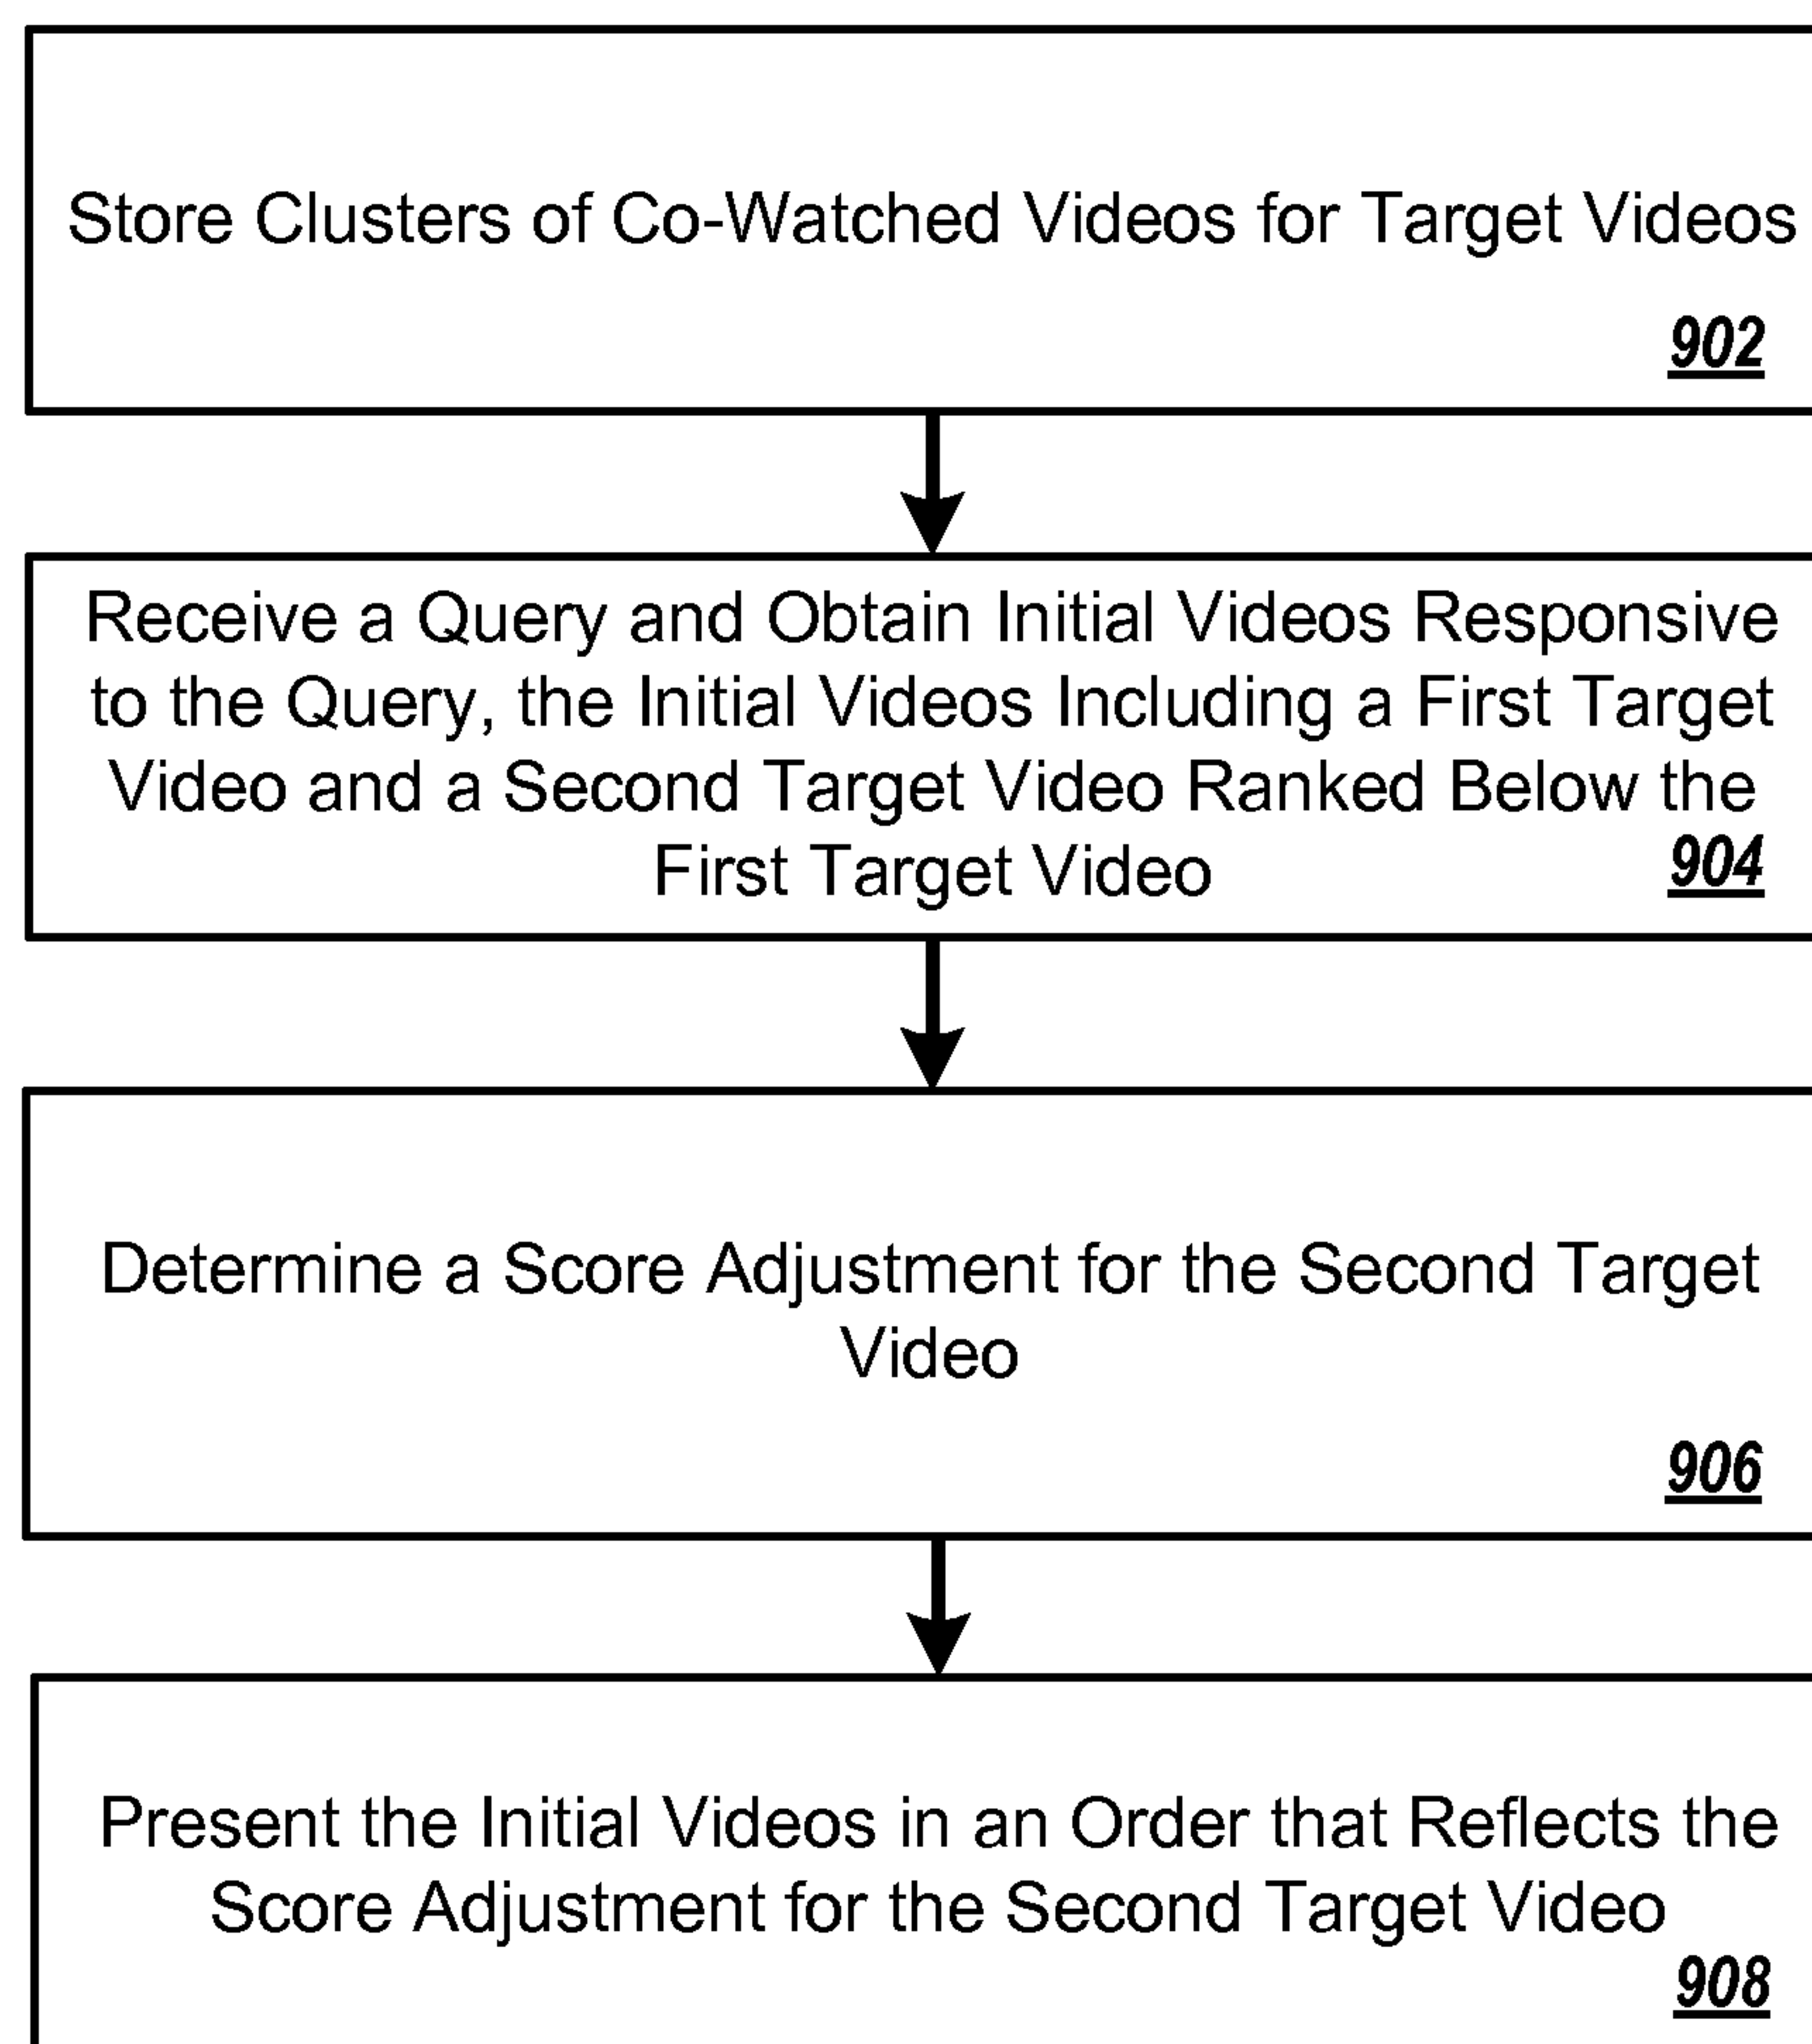 Store Clusters of Co-Watched Videos for Target Videos
902
Receive a Query and Obtain Initial Videos Responsive
to the Query, the Initial Videos Including a First Target
Video and a Second Target Video Ranked Below the
First Target Video
904
Determine a Score Adjustment for the Second Target
Video
906
Present the Initial Videos in an Order that Reflects the
Score Adjustment for the Second Target Video
908